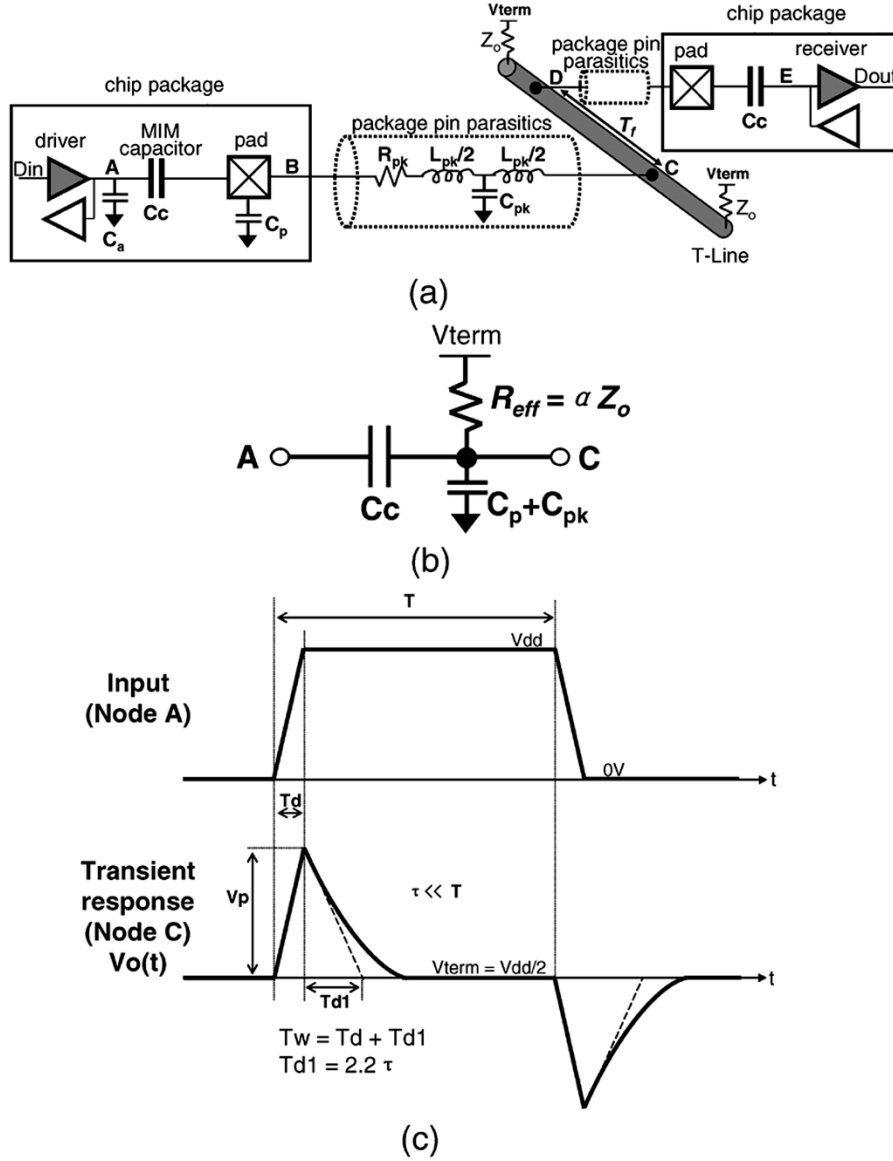 Vterm
Zo
chip package
package pin
parasitics
pad
receiver
D
E
Dout
Cc
chip package
driver
MIM
capacitor
pad
Din
A
B
Cc
Ca
Cp
package pin parasitics
Rpk
Lpk/2
Lpk/2
Cpk
Tf
C
Vterm
Zo
T-Line
(a)
Vterm
Reff = α Zo
A
C
Cc
Cp+Cpk
(b)
T
Vdd
Input
(Node A)
0V
t
Td
Transient
response
(Node C)
Vo(t)
Vp
τ << T
Vterm = Vdd/2
t
Td1
Tw = Td + Td1
Td1 = 2.2 τ
(c)